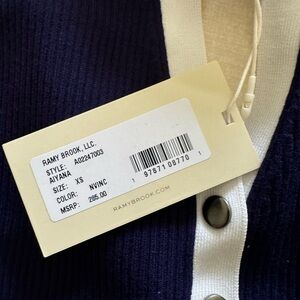 RAMY BROOK, LLC.
STYLE: A02247003
AIYANA
SIZE: XS
COLOR: NVINC
MSRP: 285.00
1 97871 08770 1
RAMYBROOK.COM